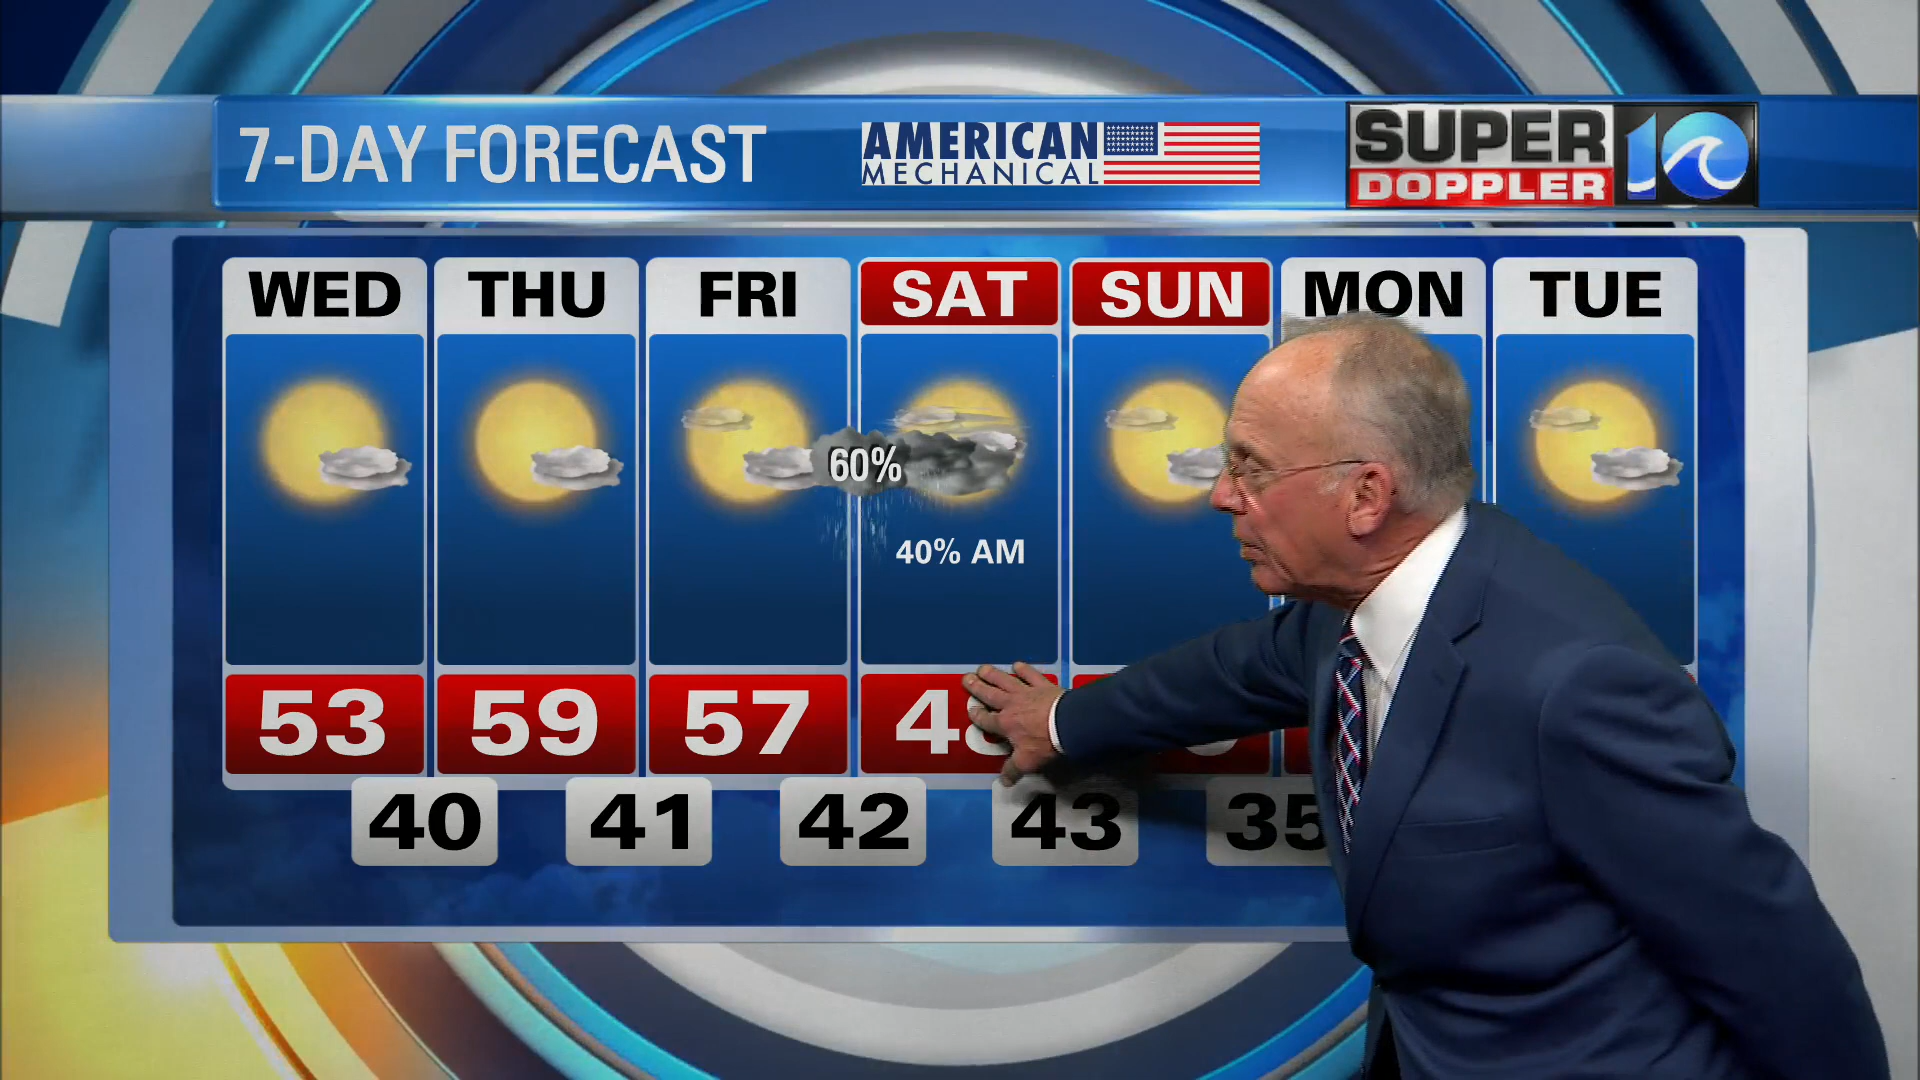 7-DAY FORECAST
AMERICAN
MECHANICAL
SUPER
DOPPLER
10
WED THU FRI SAT SUN MON TUE
60%
40% AM
53 59 57
40 41 42 43 35